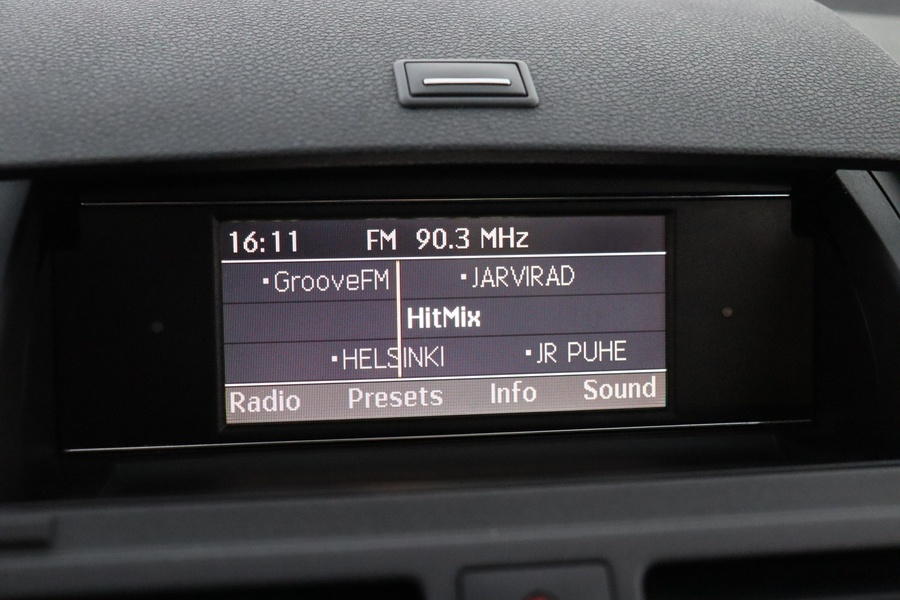 16:11 FM 90.3 MHz
GrooveFM JARVIRAD
HitMix
HELSINKI JR PUHE
Radio Presets Info Sound